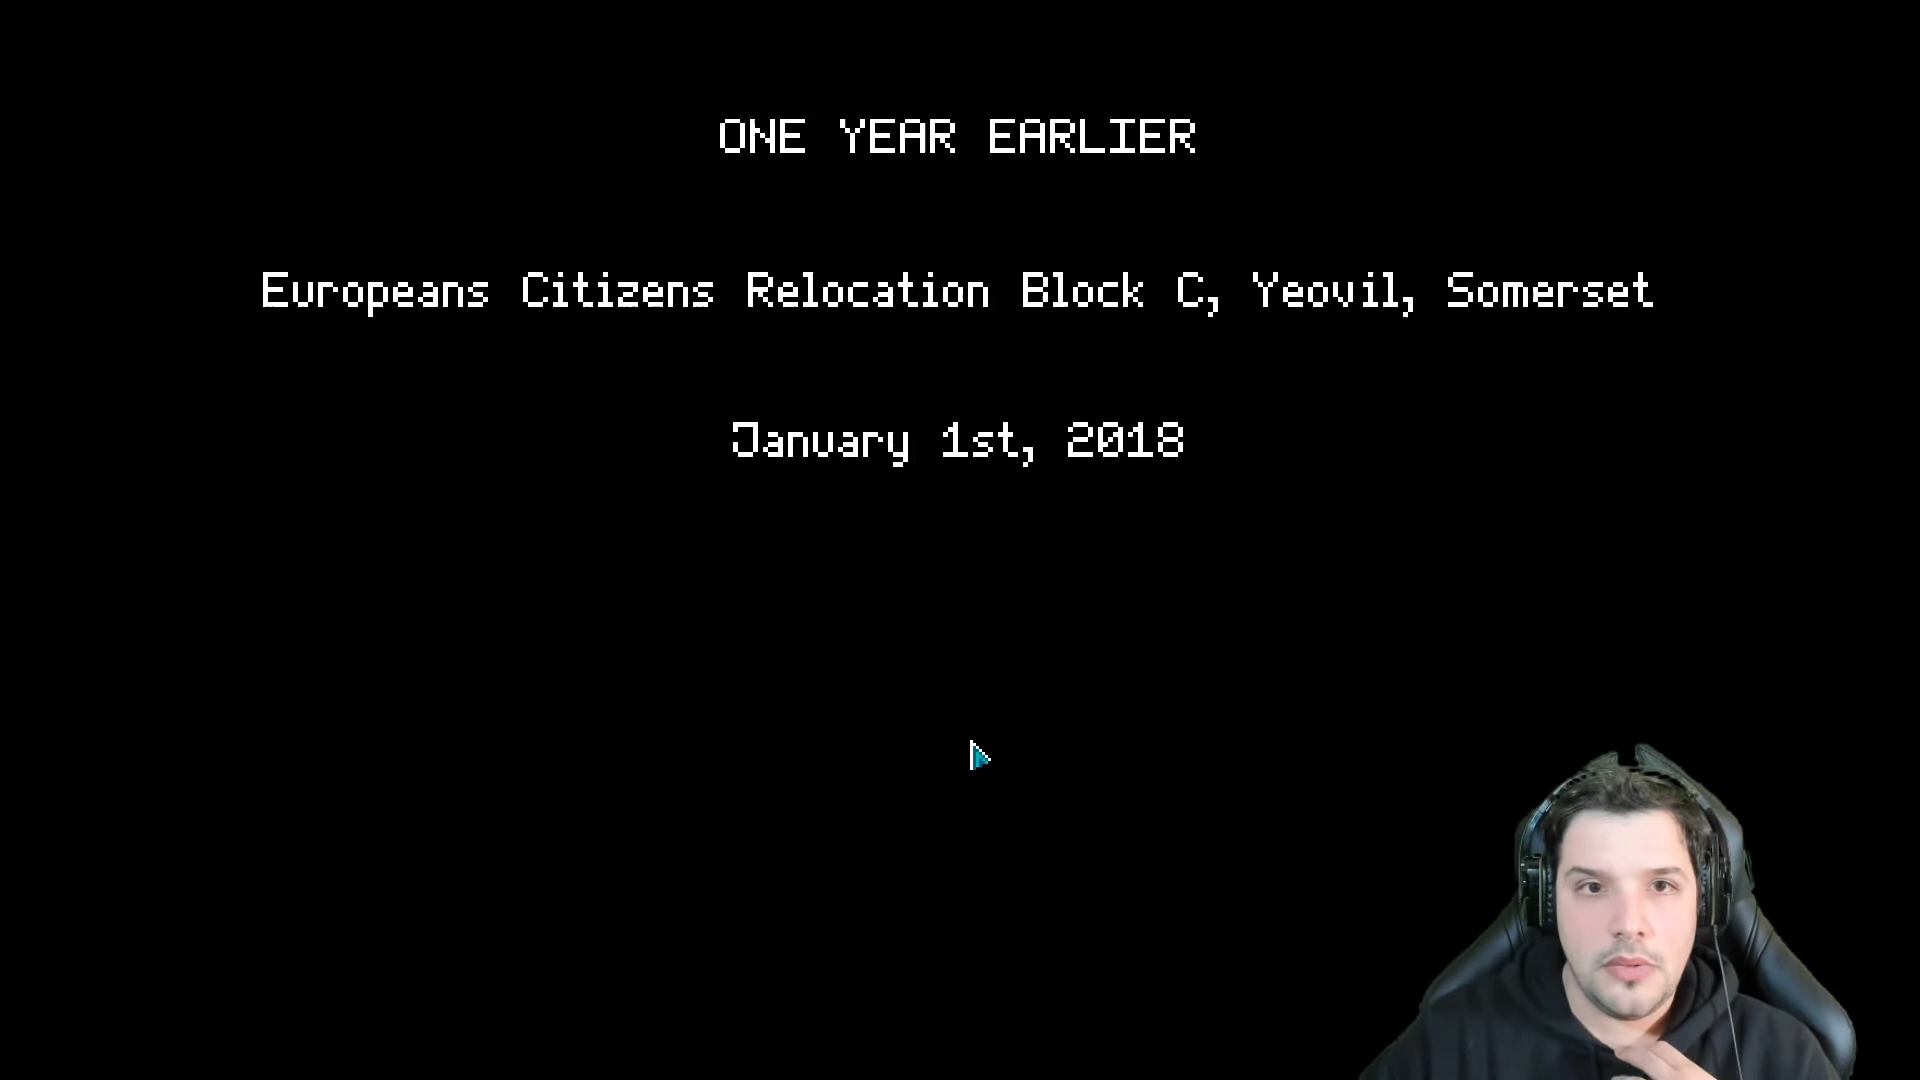 ONE YEAR EARLIER
Europeans Citizens Relocation Block C, Yeovil, Somerset
January 1st, 2018